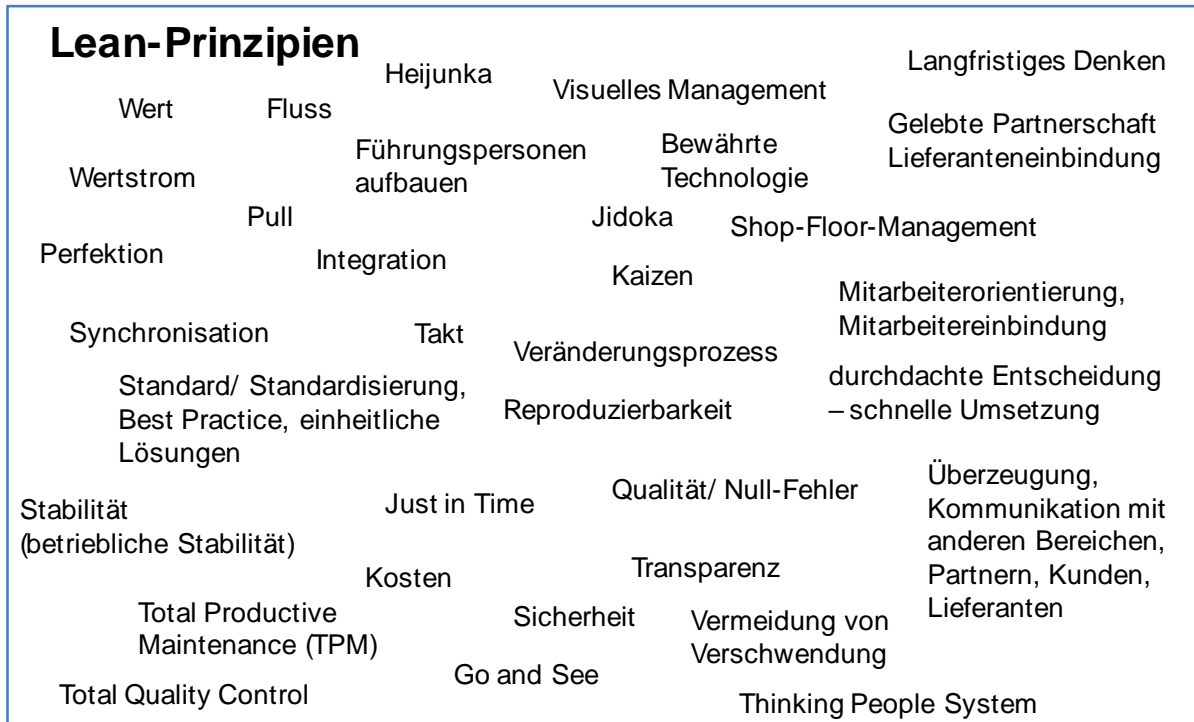 Lean-Prinzipien
Heijunka
Visuelles Management
Langfristiges Denken
Wert
Fluss
Führungspersonen
aufbauen
Bewährte
Technologie
Gelebte Partnerschaft
Lieferanteneinbindung
Wertstrom
Pull
Jidoka
Shop-Floor-Management
Perfektion
Integration
Kaizen
Mitarbeiterorientierung,
Mitarbeitereinbindung
Synchronisation
Takt
Veränderungsprozess
Standard/ Standardisierung,
Best Practice, einheitliche
Lösungen
Reproduzierbarkeit
durchdachte Entscheidung
– schnelle Umsetzung
Stabilität
(betriebliche Stabilität)
Just in Time
Qualität/ Null-Fehler
Überzeugung,
Kommunikation mit
anderen Bereichen,
Partnern, Kunden,
Lieferanten
Kosten
Transparenz
Total Productive
Maintenance (TPM)
Sicherheit
Vermeidung von
Verschwendung
Go and See
Total Quality Control
Thinking People System